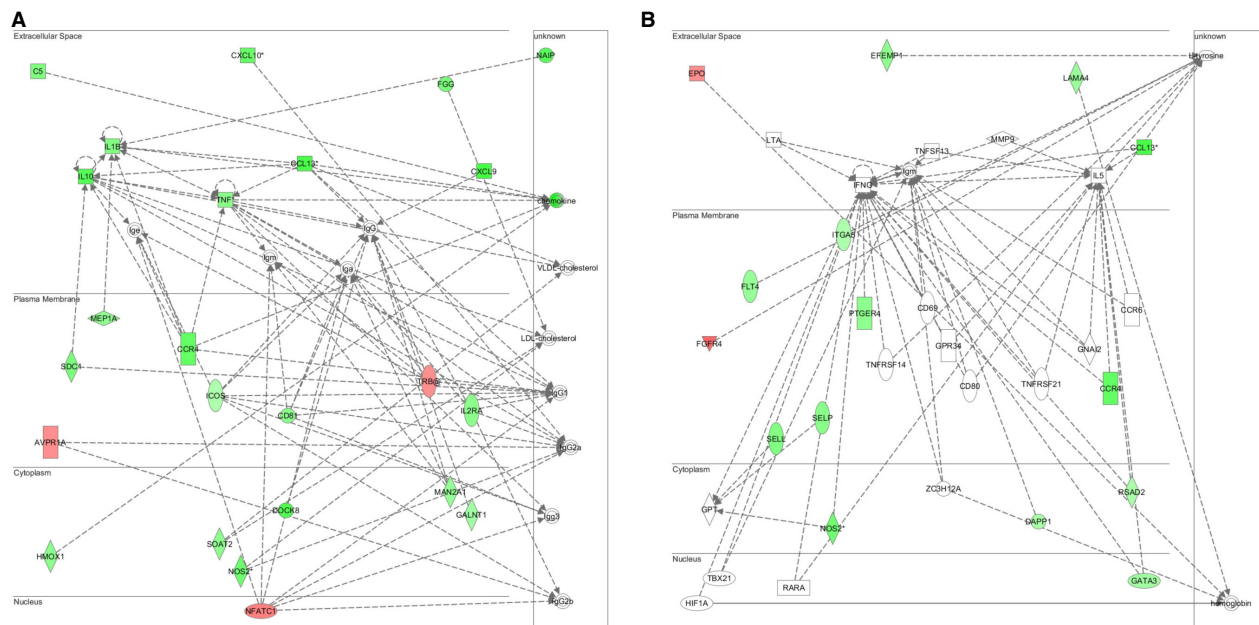 A
Extracellular Space
unknown
CXCL10*
NAIP
C5
FGG
IL1B
CCL13*
IL10
CXCL9
TNF
chemokine
Ige
IgG
Igm
Iga
VLDL-cholesterol
Plasma Membrane
MEP1A
LDL-cholesterol
CCR4
SDC1
TRB@
ICOS
IgG1
IL2RA
CD81
AVPR1A
IgG2a
Cytoplasm
MAN2A1
DOCK8
GALNT1
Igg3
SOAT2
HMOX1
NOS2*
Nucleus
IgG2b
NFATC1
B
Extracellular Space
unknown
EFEMP1
L-tyrosine
EPO
LAMA4
LTA
MMP9
TNFSF13
CCL13*
Igm
IL5
IFNG
Plasma Membrane
ITGA5
FLT4
CD69
CCR6
PTGER4
FGFR4
GPR34
GNAI2
TNFRSF14
CD80
TNFRSF21
CCR4
SELP
SELL
Cytoplasm
ZC3H12A
RSAD2
GPT
DAPP1
NOS2*
Nucleus
TBX21
GATA3
RARA
HIF1A
hemoglobin